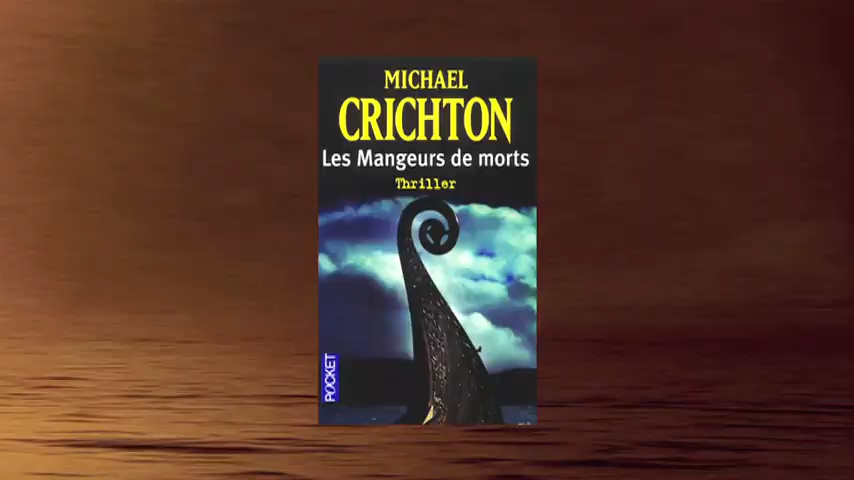 MICHAEL
CRICHTON
Les Mangeurs de morts
Thriller
POCKET